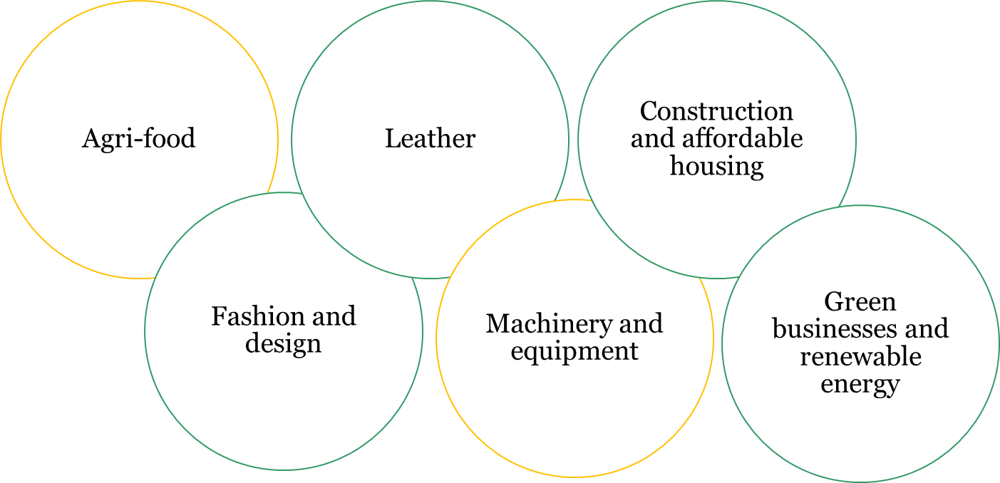 Agri-food
Leather
Construction
and affordable
housing
Fashion and
design
Machinery and
equipment
Green
businesses and
renewable
energy